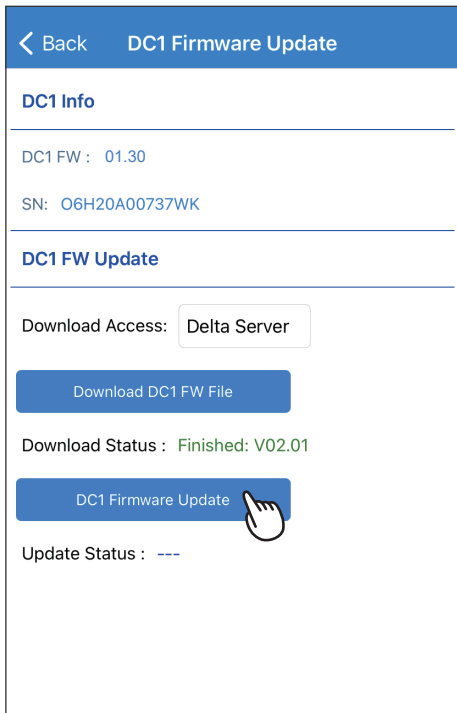 Back DC1 Firmware Update
DC1 Info
DC1 FW : 01.30
SN: O6H20A00737WK
DC1 FW Update
Download Access: Delta Server
Download DC1 FW File
Download Status : Finished: V02.01
DC1 Firmware Update
Update Status : ---